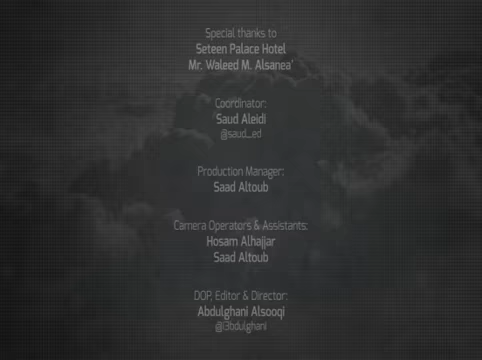 Special thanks to
Seteen Palace Hotel
Mr. Waleed M. Alsanea'
Coordinator:
Saud Aleidi
@saud_ed
Production Manager:
Saad Altoub
Camera Operators & Assistants:
Hosam Alhajjar
Saad Altoub
DOP, Editor & Director:
Abdulghani Alsooqi
@i3bdulghani